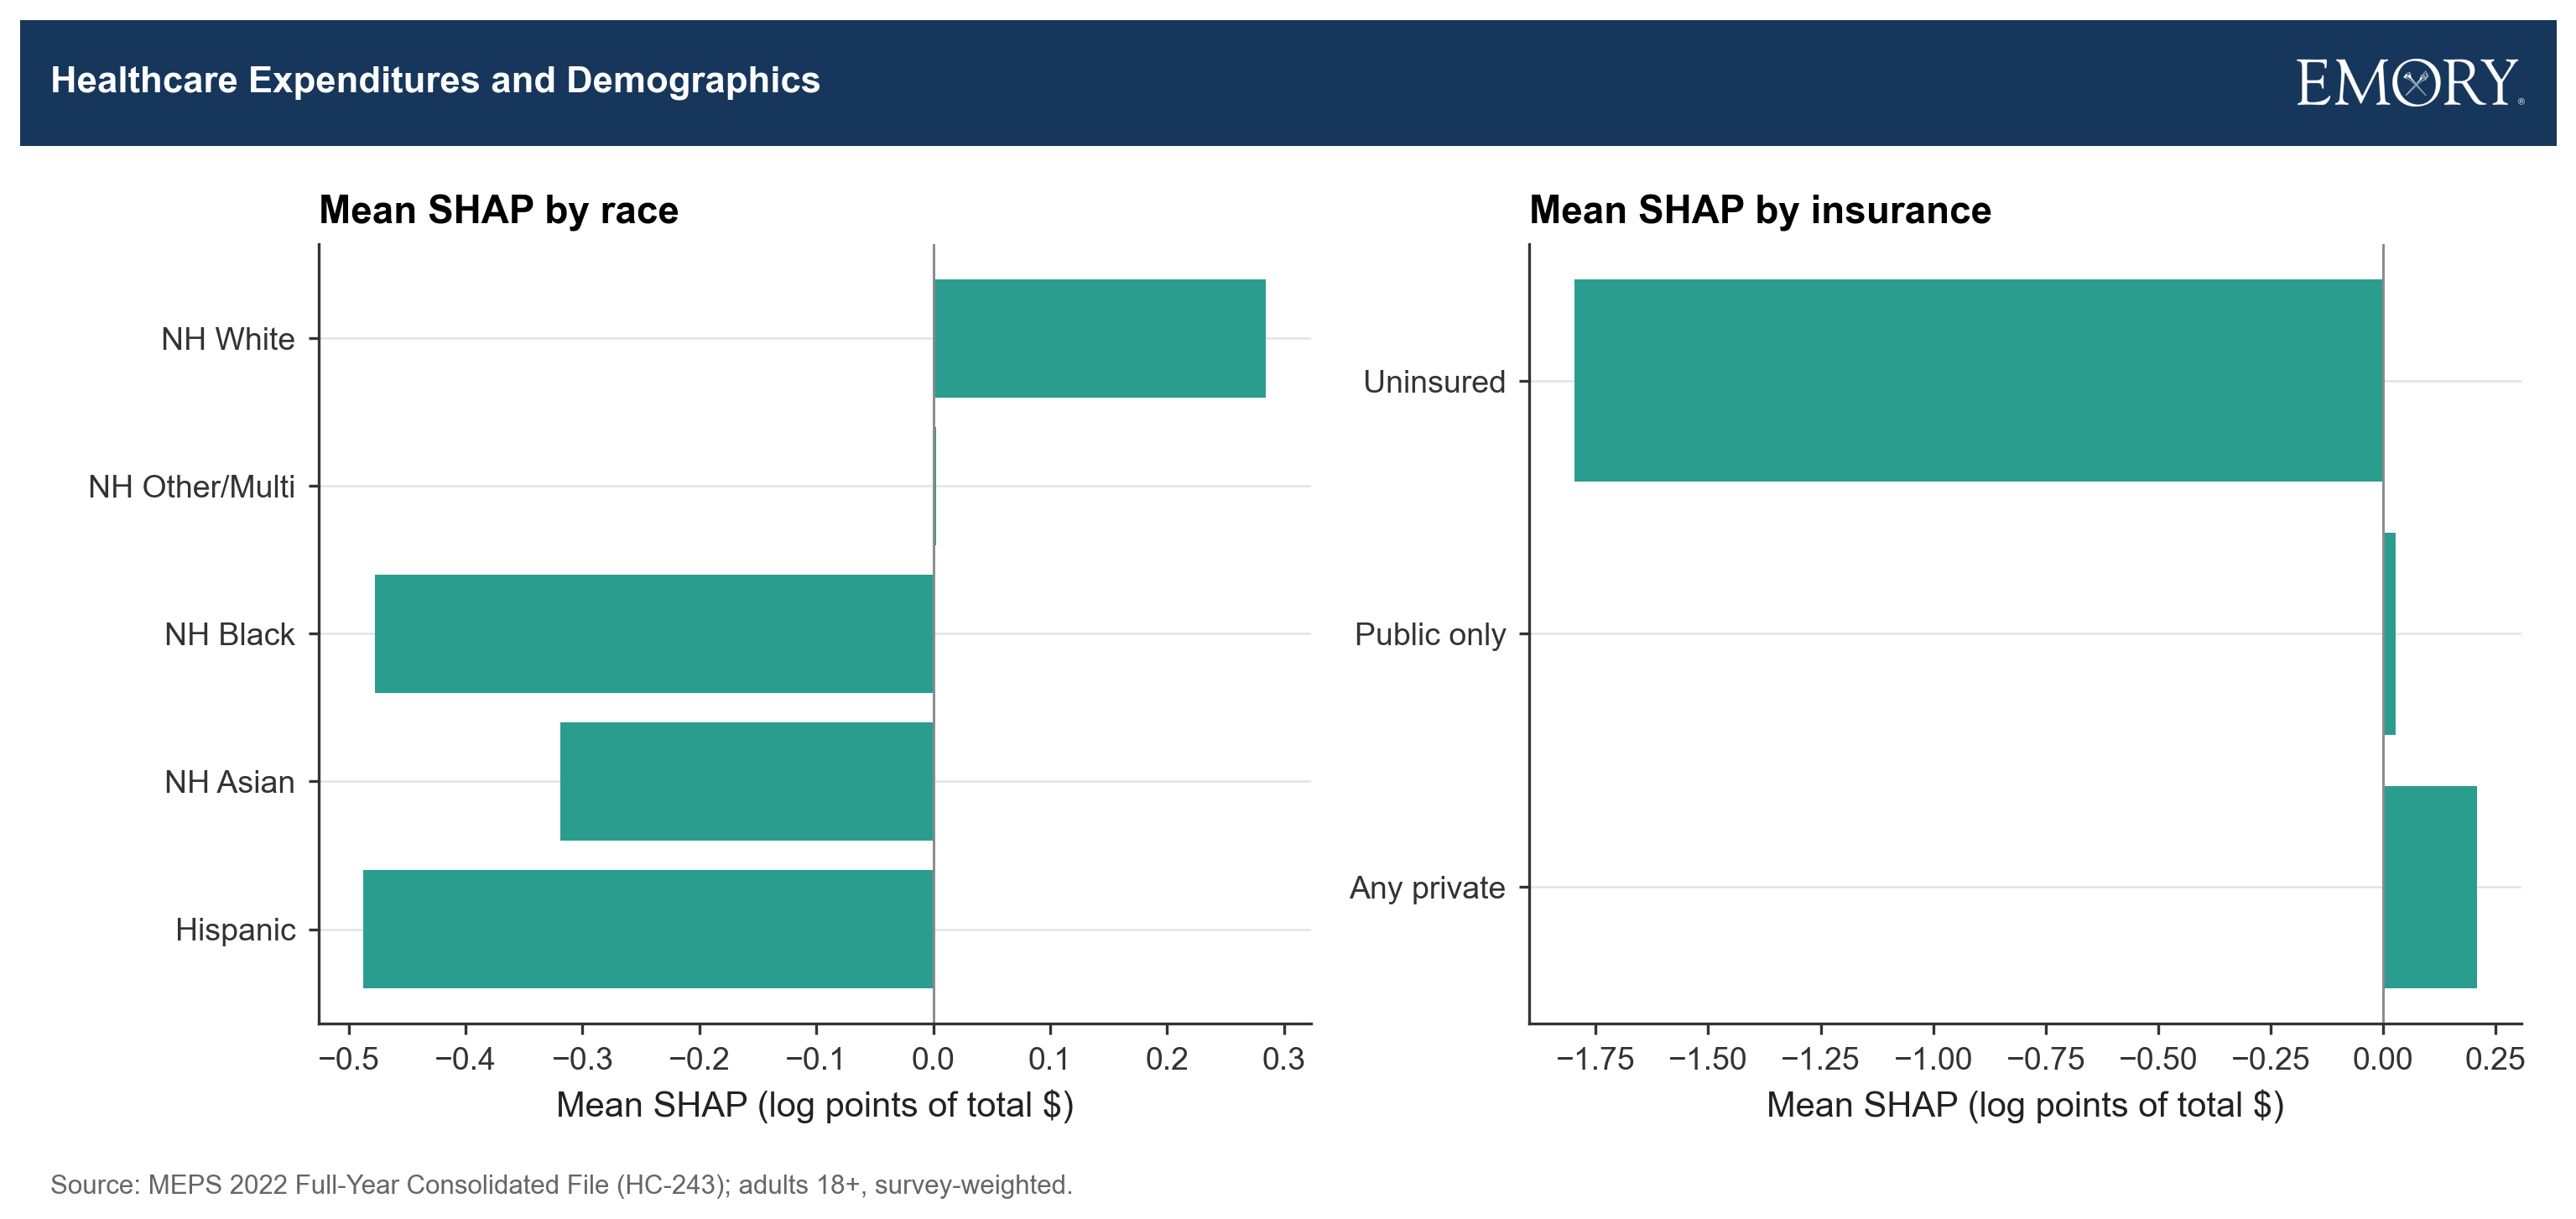 Healthcare Expenditures and Demographics
EMORY®
Mean SHAP by race
NH White
NH Other/Multi
NH Black
NH Asian
Hispanic
−0.5 −0.4 −0.3 −0.2 −0.1 0.0 0.1 0.2 0.3
Mean SHAP (log points of total $)
Mean SHAP by insurance
Uninsured
Public only
Any private
−1.75 −1.50 −1.25 −1.00 −0.75 −0.50 −0.25 0.00 0.25
Mean SHAP (log points of total $)
Source: MEPS 2022 Full-Year Consolidated File (HC-243); adults 18+, survey-weighted.